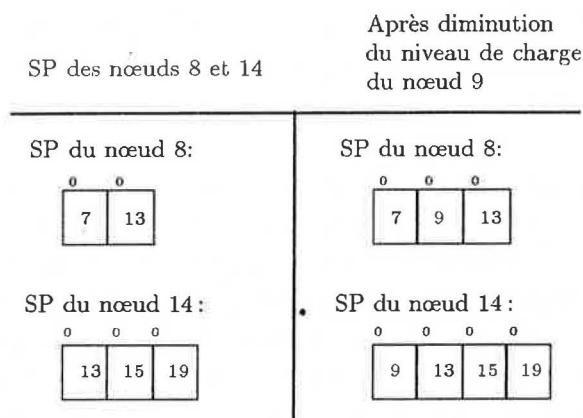 SP des nœuds 8 et 14
Après diminution
du niveau de charge
du nœud 9
SP du nœud 8:
0 0
7 13
SP du nœud 14:
0 0 0
13 15 19
SP du nœud 8:
0 0 0
7 9 13
SP du nœud 14:
0 0 0 0
9 13 15 19